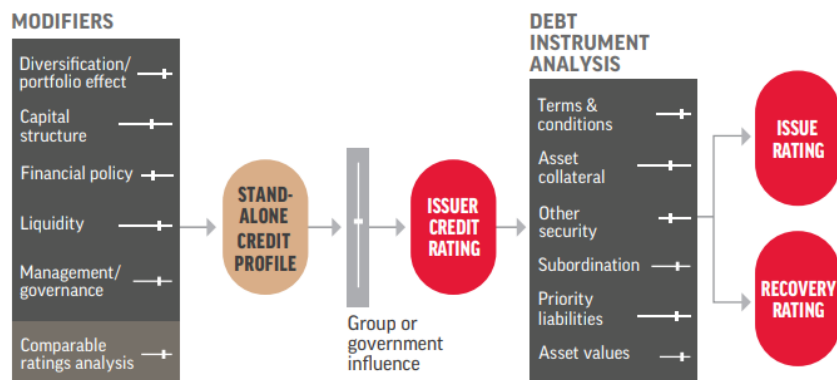 MODIFIERS
Diversification/
portfolio effect
Capital
structure
Financial policy
Liquidity
Management/
governance
Comparable
ratings analysis
STAND-
ALONE
CREDIT
PROFILE
Group or
government
influence
ISSUER
CREDIT
RATING
DEBT
INSTRUMENT
ANALYSIS
Terms &
conditions
Asset
collateral
Other
security
Subordination
Priority
liabilities
Asset values
ISSUE
RATING
RECOVERY
RATING